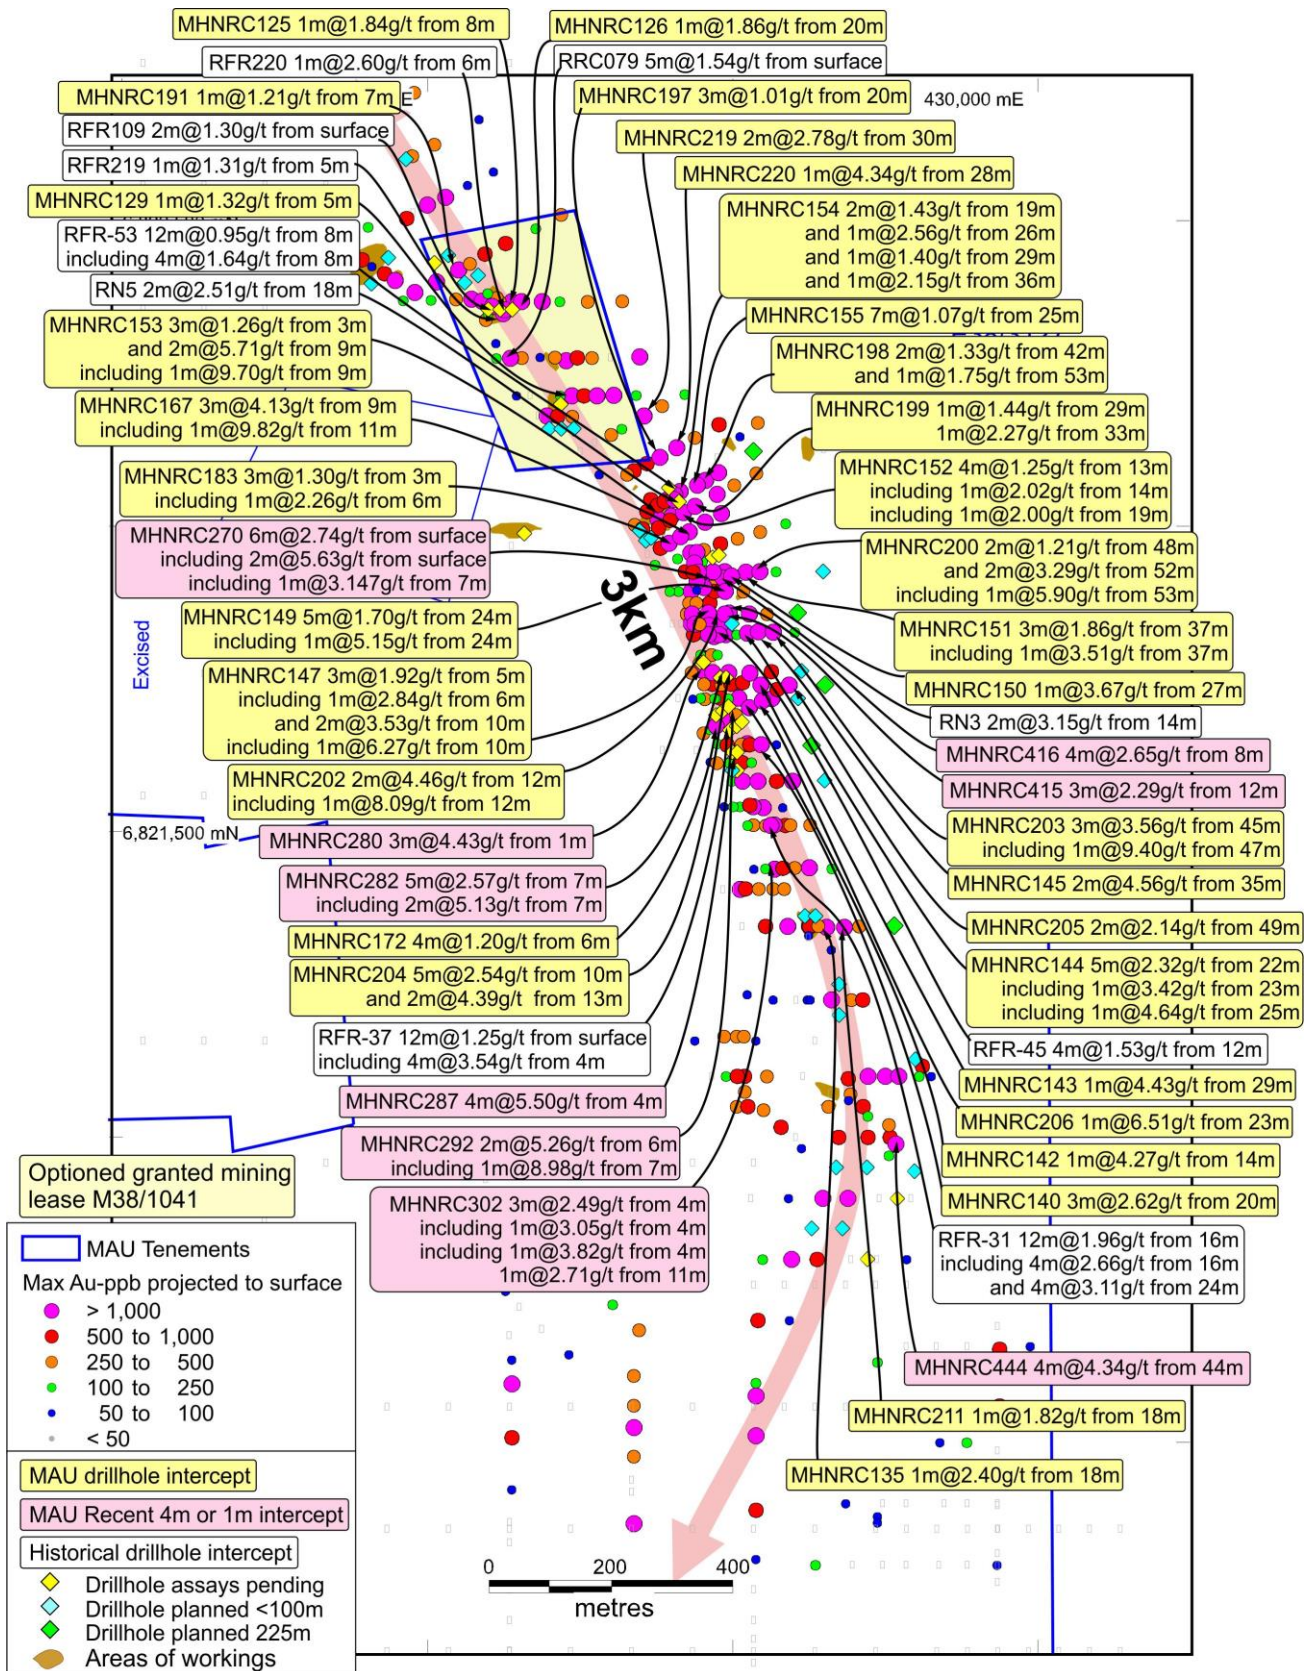 MHNRC125 1m@1.84g/t from 8m
MHNRC126 1m@1.86g/t from 20m
RFR220 1m@2.60g/t from 6m
RRC079 5m@1.54g/t from surface
MHNRC191 1m@1.21g/t from 7m
E
MHNRC197 3m@1.01g/t from 20m
430,000 mE
RFR109 2m@1.30g/t from surface
MHNRC219 2m@2.78g/t from 30m
RFR219 1m@1.31g/t from 5m
MHNRC220 1m@4.34g/t from 28m
MHNRC129 1m@1.32g/t from 5m
MHNRC154 2m@1.43g/t from 19m
and 1m@2.56g/t from 26m
and 1m@1.40g/t from 29m
and 1m@2.15g/t from 36m
RFR-53 12m@0.95g/t from 8m
including 4m@1.64g/t from 8m
RN5 2m@2.51g/t from 18m
MHNRC155 7m@1.07g/t from 25m
MHNRC153 3m@1.26g/t from 3m
and 2m@5.71g/t from 9m
including 1m@9.70g/t from 9m
MHNRC198 2m@1.33g/t from 42m
and 1m@1.75g/t from 53m
MHNRC167 3m@4.13g/t from 9m
including 1m@9.82g/t from 11m
MHNRC199 1m@1.44g/t from 29m
1m@2.27g/t from 33m
MHNRC183 3m@1.30g/t from 3m
including 1m@2.26g/t from 6m
MHNRC152 4m@1.25g/t from 13m
including 1m@2.02g/t from 14m
including 1m@2.00g/t from 19m
MHNRC270 6m@2.74g/t from surface
including 2m@5.63g/t from surface
including 1m@3.147g/t from 7m
MHNRC200 2m@1.21g/t from 48m
and 2m@3.29g/t from 52m
including 1m@5.90g/t from 53m
3km
MHNRC149 5m@1.70g/t from 24m
including 1m@5.15g/t from 24m
MHNRC151 3m@1.86g/t from 37m
including 1m@3.51g/t from 37m
Excised
MHNRC147 3m@1.92g/t from 5m
including 1m@2.84g/t from 6m
and 2m@3.53g/t from 10m
including 1m@6.27g/t from 10m
MHNRC150 1m@3.67g/t from 27m
RN3 2m@3.15g/t from 14m
MHNRC416 4m@2.65g/t from 8m
MHNRC202 2m@4.46g/t from 12m
including 1m@8.09g/t from 12m
MHNRC415 3m@2.29g/t from 12m
6,821,500 mN
MHNRC280 3m@4.43g/t from 1m
MHNRC203 3m@3.56g/t from 45m
including 1m@9.40g/t from 47m
MHNRC282 5m@2.57g/t from 7m
including 2m@5.13g/t from 7m
MHNRC145 2m@4.56g/t from 35m
MHNRC172 4m@1.20g/t from 6m
MHNRC205 2m@2.14g/t from 49m
MHNRC204 5m@2.54g/t from 10m
and 2m@4.39g/t from 13m
MHNRC144 5m@2.32g/t from 22m
including 1m@3.42g/t from 23m
including 1m@4.64g/t from 25m
RFR-37 12m@1.25g/t from surface
including 4m@3.54g/t from 4m
RFR-45 4m@1.53g/t from 12m
MHNRC143 1m@4.43g/t from 29m
MHNRC287 4m@5.50g/t from 4m
MHNRC206 1m@6.51g/t from 23m
MHNRC292 2m@5.26g/t from 6m
including 1m@8.98g/t from 7m
MHNRC142 1m@4.27g/t from 14m
MHNRC140 3m@2.62g/t from 20m
MHNRC302 3m@2.49g/t from 4m
including 1m@3.05g/t from 4m
including 1m@3.82g/t from 4m
1m@2.71g/t from 11m
RFR-31 12m@1.96g/t from 16m
including 4m@2.66g/t from 16m
and 4m@3.11g/t from 24m
MHNRC444 4m@4.34g/t from 44m
MHNRC211 1m@1.82g/t from 18m
MHNRC135 1m@2.40g/t from 18m
Optioned granted mining
lease M38/1041
MAU Tenements
Max Au-ppb projected to surface
> 1,000
500 to 1,000
250 to 500
100 to 250
50 to 100
< 50
MAU drillhole intercept
MAU Recent 4m or 1m intercept
Historical drillhole intercept
Drillhole assays pending
Drillhole planned <100m
Drillhole planned 225m
Areas of workings
0 200 400
metres